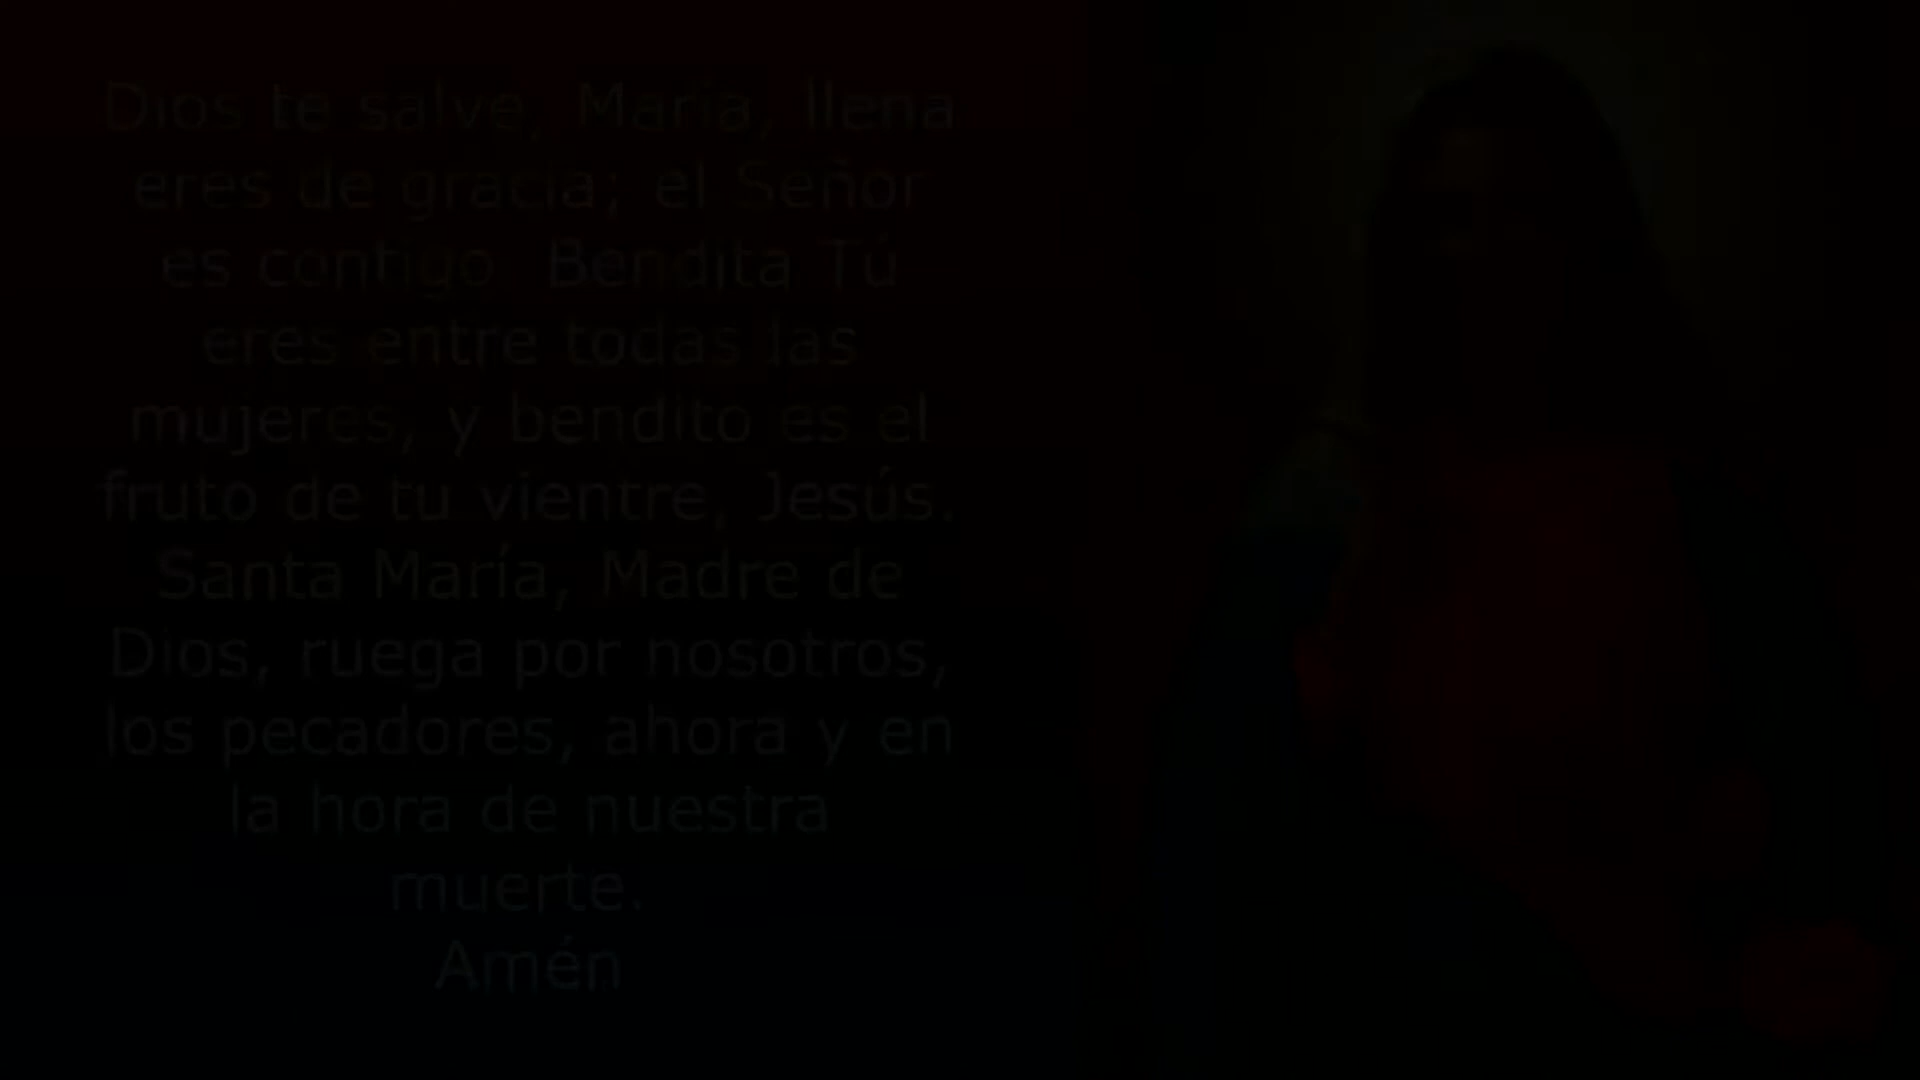 Dios te salve, María, llena
eres de gracia; el Señor
es contigo. Bendita Tú
eres entre todas las
mujeres, y bendito es el
fruto de tu vientre, Jesús.
Santa María, Madre de
Dios, ruega por nosotros,
los pecadores, ahora y en
la hora de nuestra
muerte.
Amén